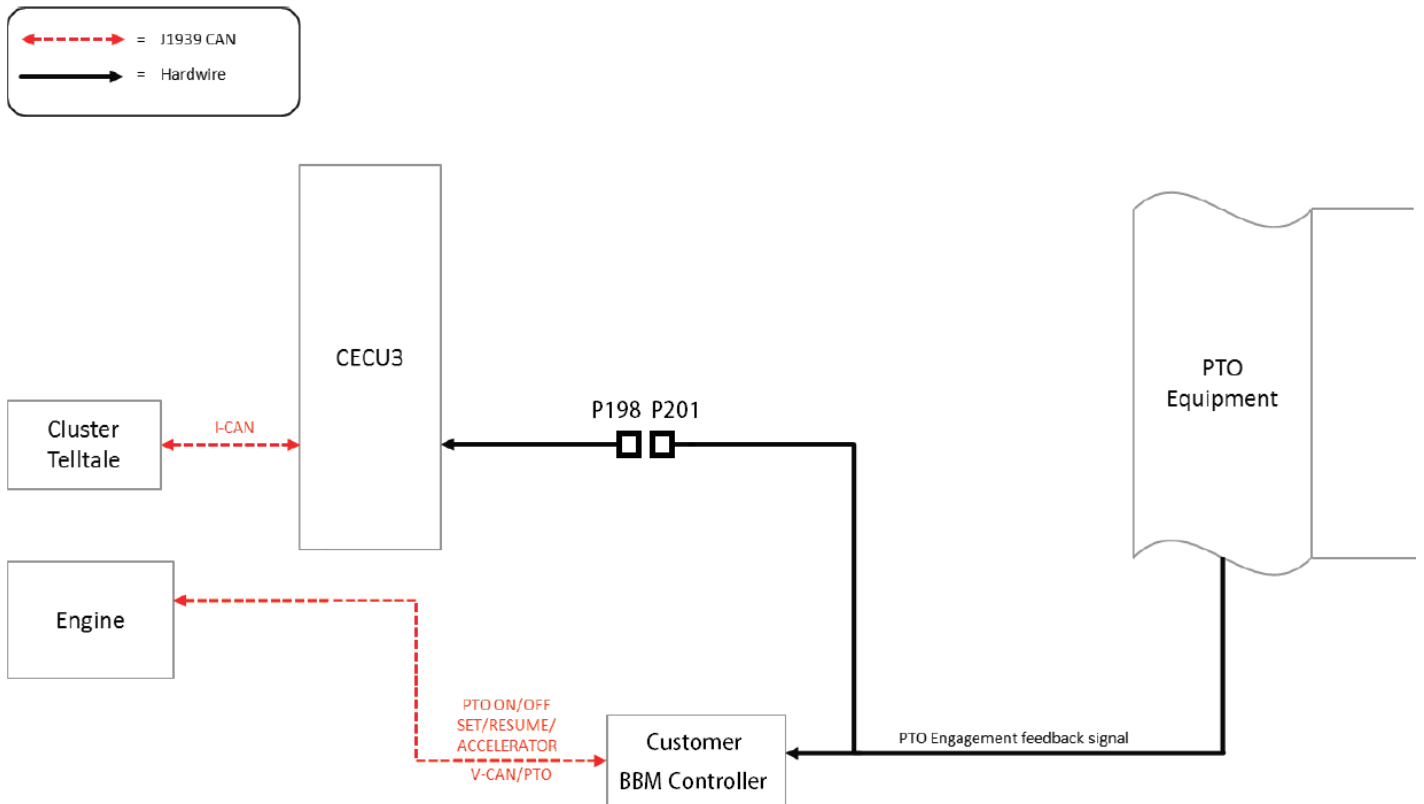 = J1939 CAN
= Hardwire
CECU3
PTO
Equipment
P198 P201
Cluster
Telltale
I-CAN
Engine
PTO ON/OFF
SET/RESUME/
ACCELERATOR
V-CAN/PTO
Customer
BBM Controller
PTO Engagement feedback signal